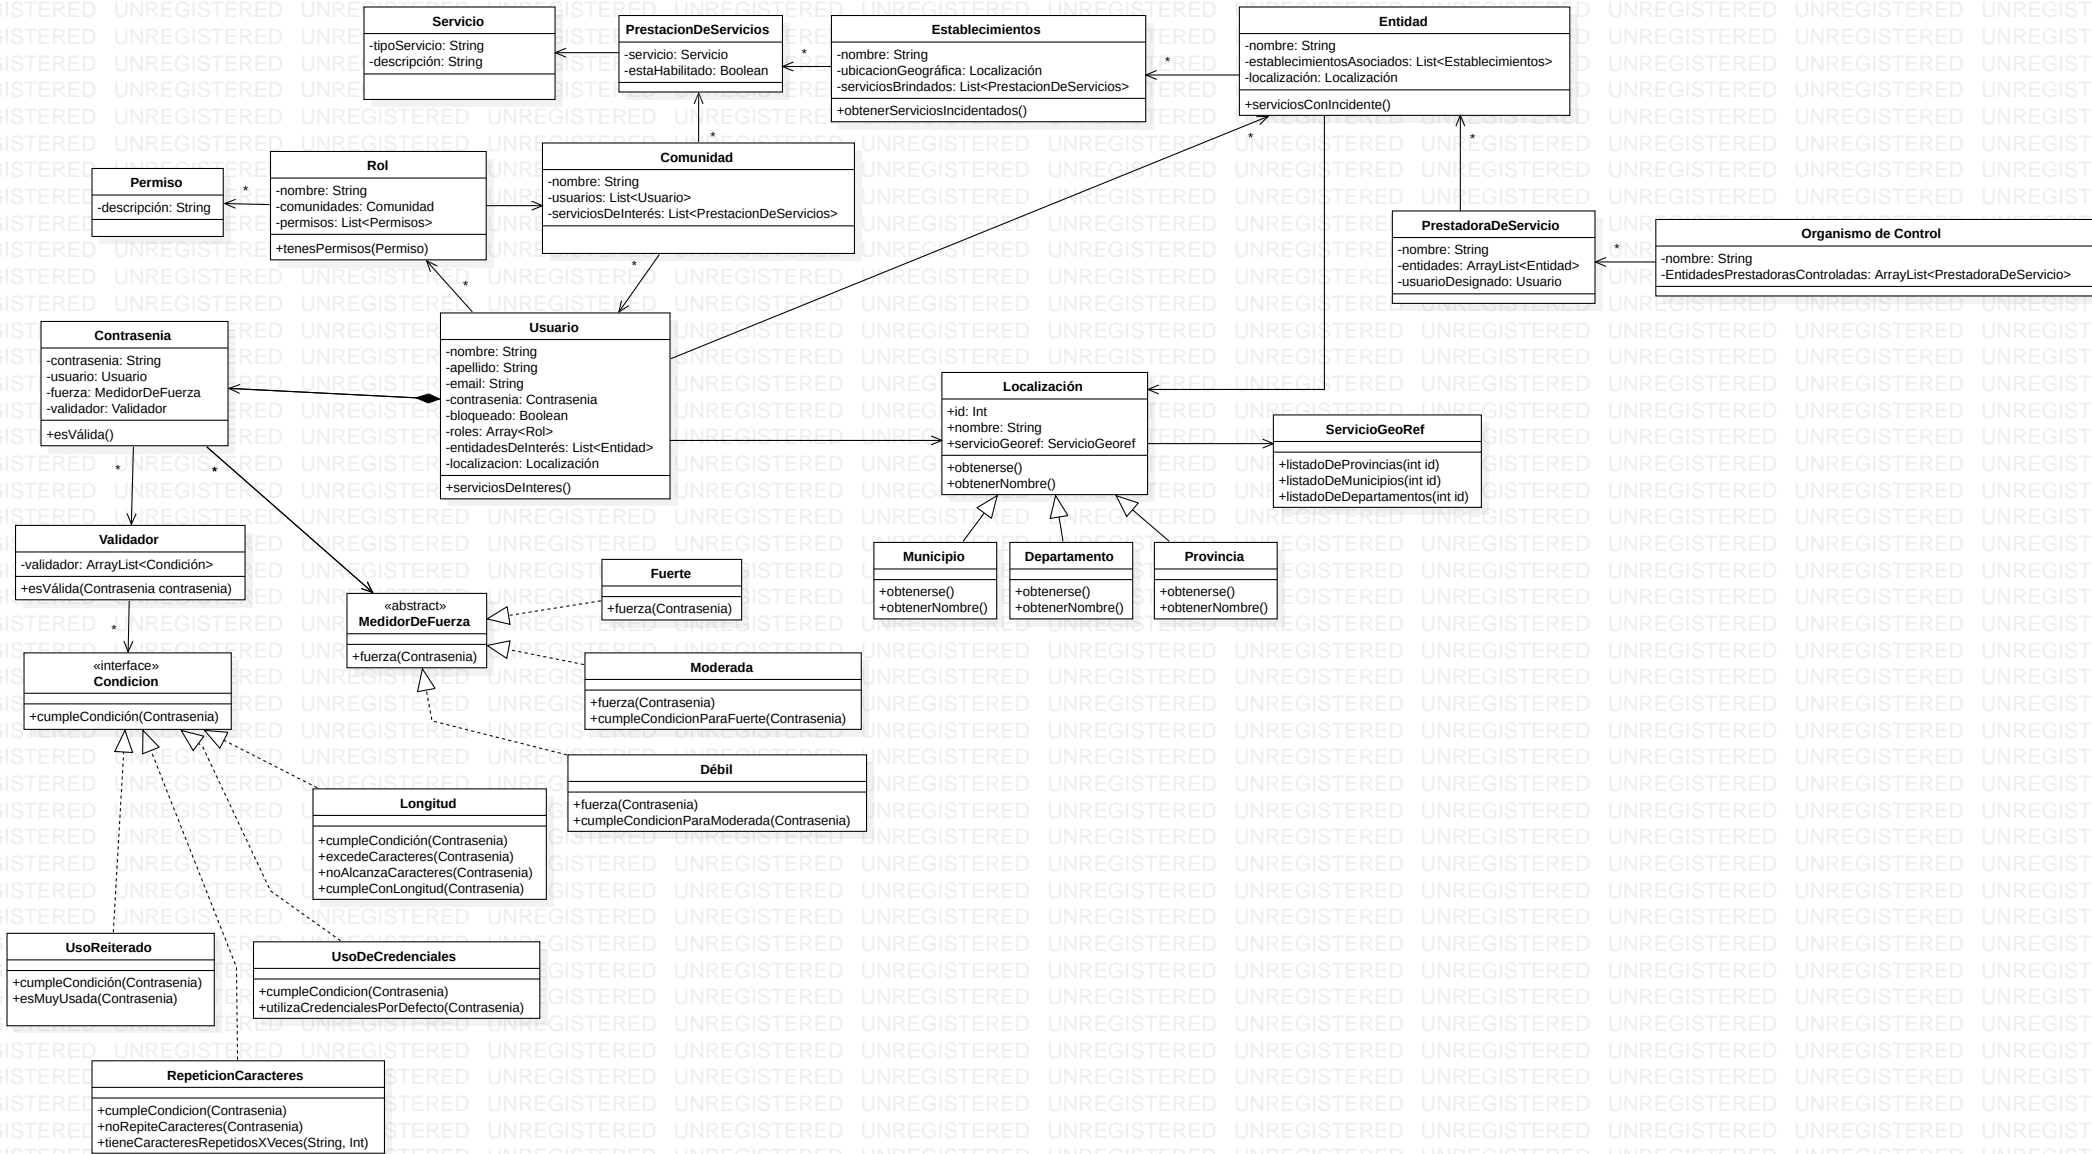 Servicio
-tipoServicio: String
-descripción: String
PrestacionDeServicios
-servicio: Servicio
-estaHabilitado: Boolean
*
Establecimientos
-nombre: String
-ubicacionGeográfica: Localización
-serviciosBrindados: List<PrestacionDeServicios>
+obtenerServiciosIncidentados()
*
Entidad
-nombre: String
-establecimientosAsociados: List<Establecimientos>
-localización: Localización
+serviciosConIncidente()
*
*
*
Permiso
-descripción: String
*
Rol
-nombre: String
-comunidades: Comunidad
-permisos: List<Permisos>
+tenesPermisos(Permiso)
Comunidad
-nombre: String
-usuarios: List<Usuario>
-serviciosDeInterés: List<PrestacionDeServicios>
*
*
PrestadoraDeServicio
-nombre: String
-entidades: ArrayList<Entidad>
-usuarioDesignado: Usuario
*
Organismo de Control
-nombre: String
-EntidadesPrestadorasControladas: ArrayList<PrestadoraDeServicio>
Contrasenia
-contrasenia: String
-usuario: Usuario
-fuerza: MedidorDeFuerza
-validador: Validador
+esVálida()
*
*
Usuario
-nombre: String
-apellido: String
-email: String
-contrasenia: Contrasenia
-bloqueado: Boolean
-roles: Array<Rol>
-entidadesDeInterés: List<Entidad>
-localizacion: Localización
+serviciosDeInteres()
Localización
+id: Int
+nombre: String
+servicioGeoref: ServicioGeoref
+obtenerse()
+obtenerNombre()
ServicioGeoRef
+listadoDeProvincias(int id)
+listadoDeMunicipios(int id)
+listadoDeDepartamentos(int id)
Municipio
+obtenerse()
+obtenerNombre()
Departamento
+obtenerse()
+obtenerNombre()
Provincia
+obtenerse()
+obtenerNombre()
Validador
-validador: ArrayList<Condición>
+esVálida(Contrasenia contrasenia)
*
«abstract»
MedidorDeFuerza
+fuerza(Contrasenia)
Fuerte
+fuerza(Contrasenia)
Moderada
+fuerza(Contrasenia)
+cumpleCondicionParaFuerte(Contrasenia)
Débil
+fuerza(Contrasenia)
+cumpleCondicionParaModerada(Contrasenia)
«interface»
Condicion
+cumpleCondición(Contrasenia)
Longitud
+cumpleCondición(Contrasenia)
+excedeCaracteres(Contrasenia)
+noAlcanzaCaracteres(Contrasenia)
+cumpleConLongitud(Contrasenia)
UsoReiterado
+cumpleCondición(Contrasenia)
+esMuyUsada(Contrasenia)
UsoDeCredenciales
+cumpleCondicion(Contrasenia)
+utilizaCredencialesPorDefecto(Contrasenia)
RepeticionCaracteres
+cumpleCondicion(Contrasenia)
+noRepiteCaracteres(Contrasenia)
+tieneCaracteresRepetidosXVeces(String, Int)
UNREGISTERED